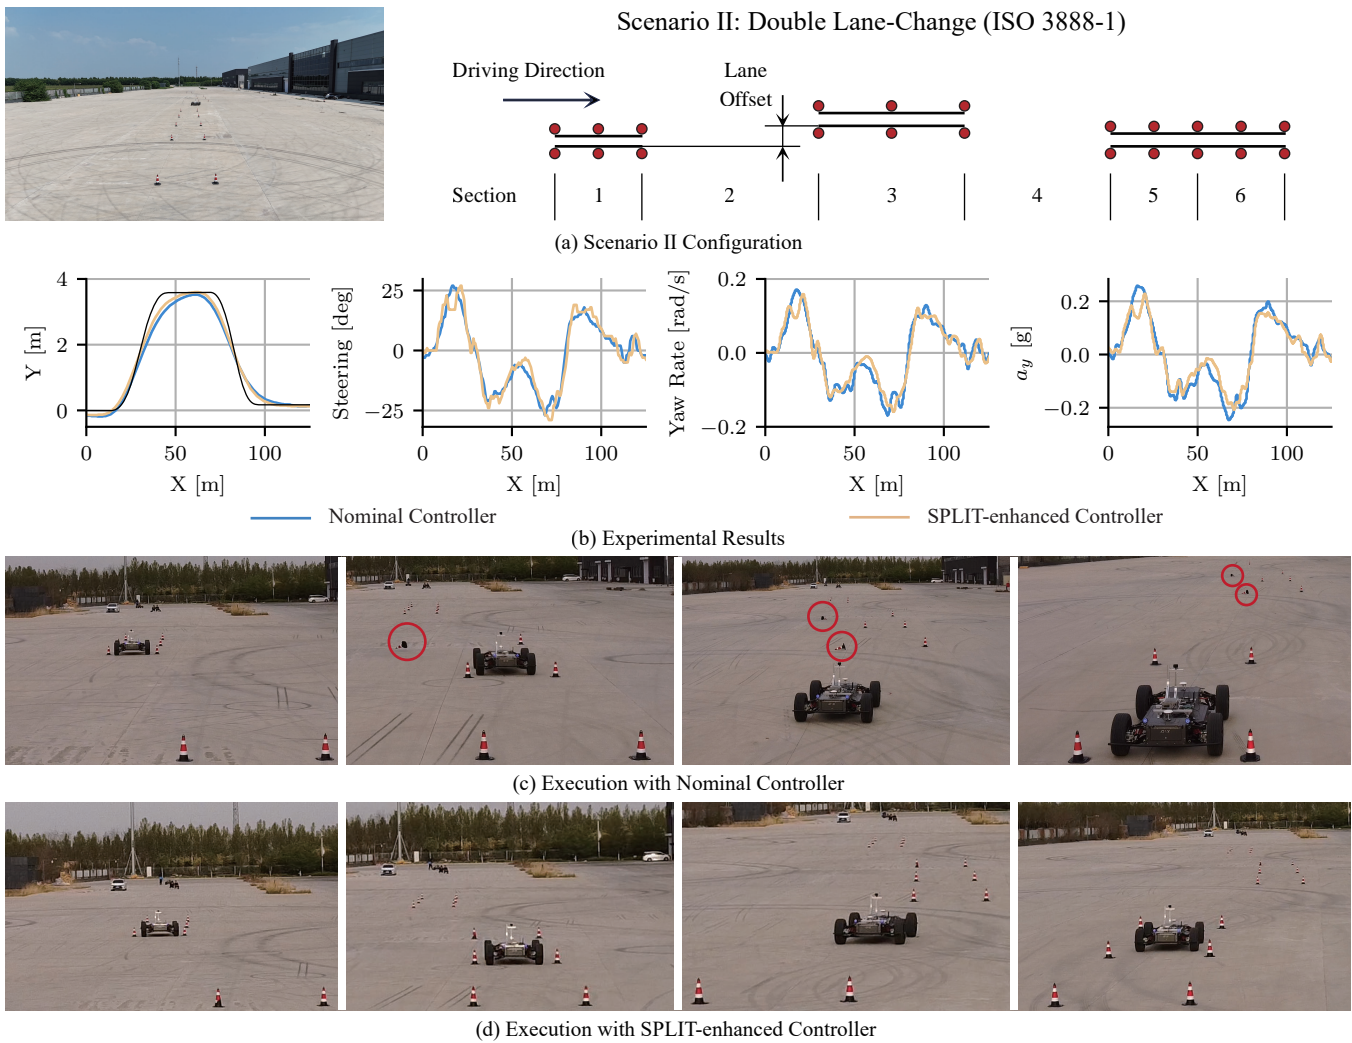 Scenario II: Double Lane-Change (ISO 3888-1)
Driving Direction
Lane
Offset
Section
1
2
3
4
5
6
(a) Scenario II Configuration
4
2
0
Y [m]
0
50
100
X [m]
25
0
−25
Steering [deg]
0
50
100
X [m]
0.2
0.0
−0.2
Yaw Rate [rad/s]
0
50
100
X [m]
0.2
0.0
−0.2
ay [g]
0
50
100
X [m]
Nominal Controller
SPLIT-enhanced Controller
(b) Experimental Results
(c) Execution with Nominal Controller
(d) Execution with SPLIT-enhanced Controller